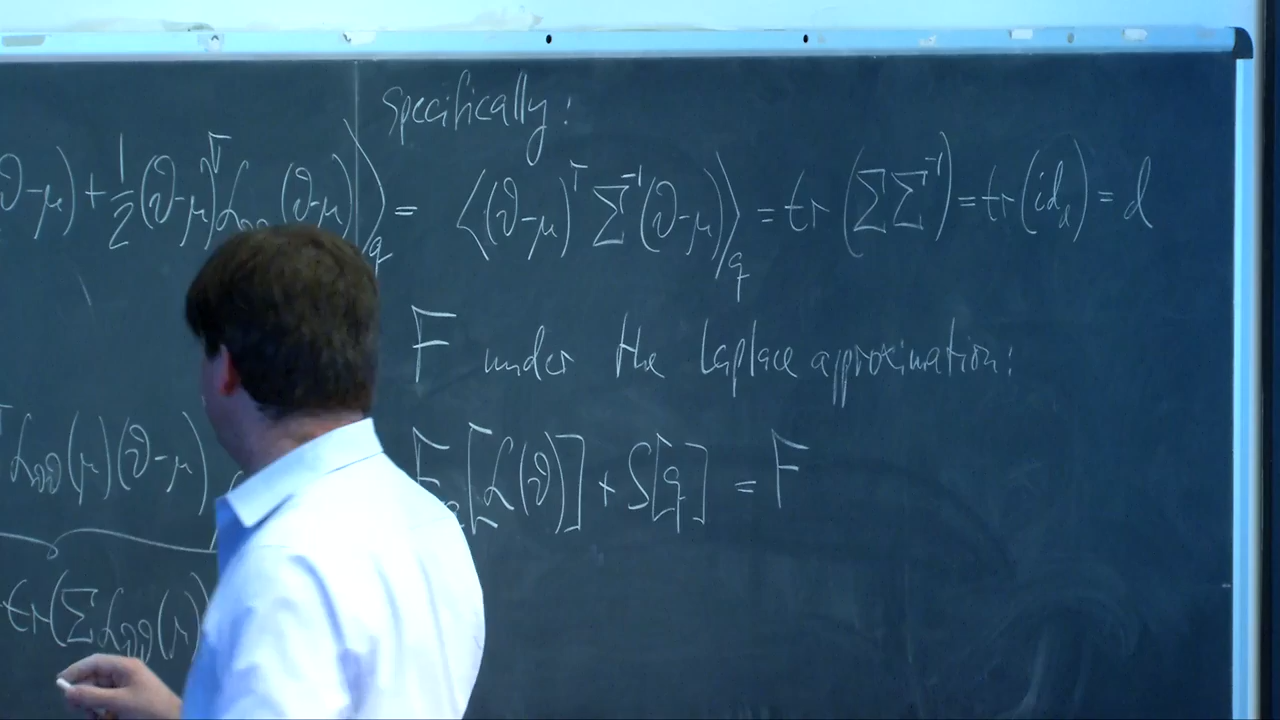 Specifically:
ϑ-μ) + 1/2 (ϑ-μ)ᵀ ℒ_ϑϑ (ϑ-μ)⟩_q = ⟨(ϑ-μ)ᵀ Σ⁻¹ (ϑ-μ)⟩_q = tr(ΣΣ⁻¹) = tr(id_d) = d
F under the Laplace approximation:
ᵀ ℒ_ϑϑ(μ)(ϑ-μ)
[ℒ(ϑ)] + S[q] = F
tr(Σℒ_ϑϑ(μ)